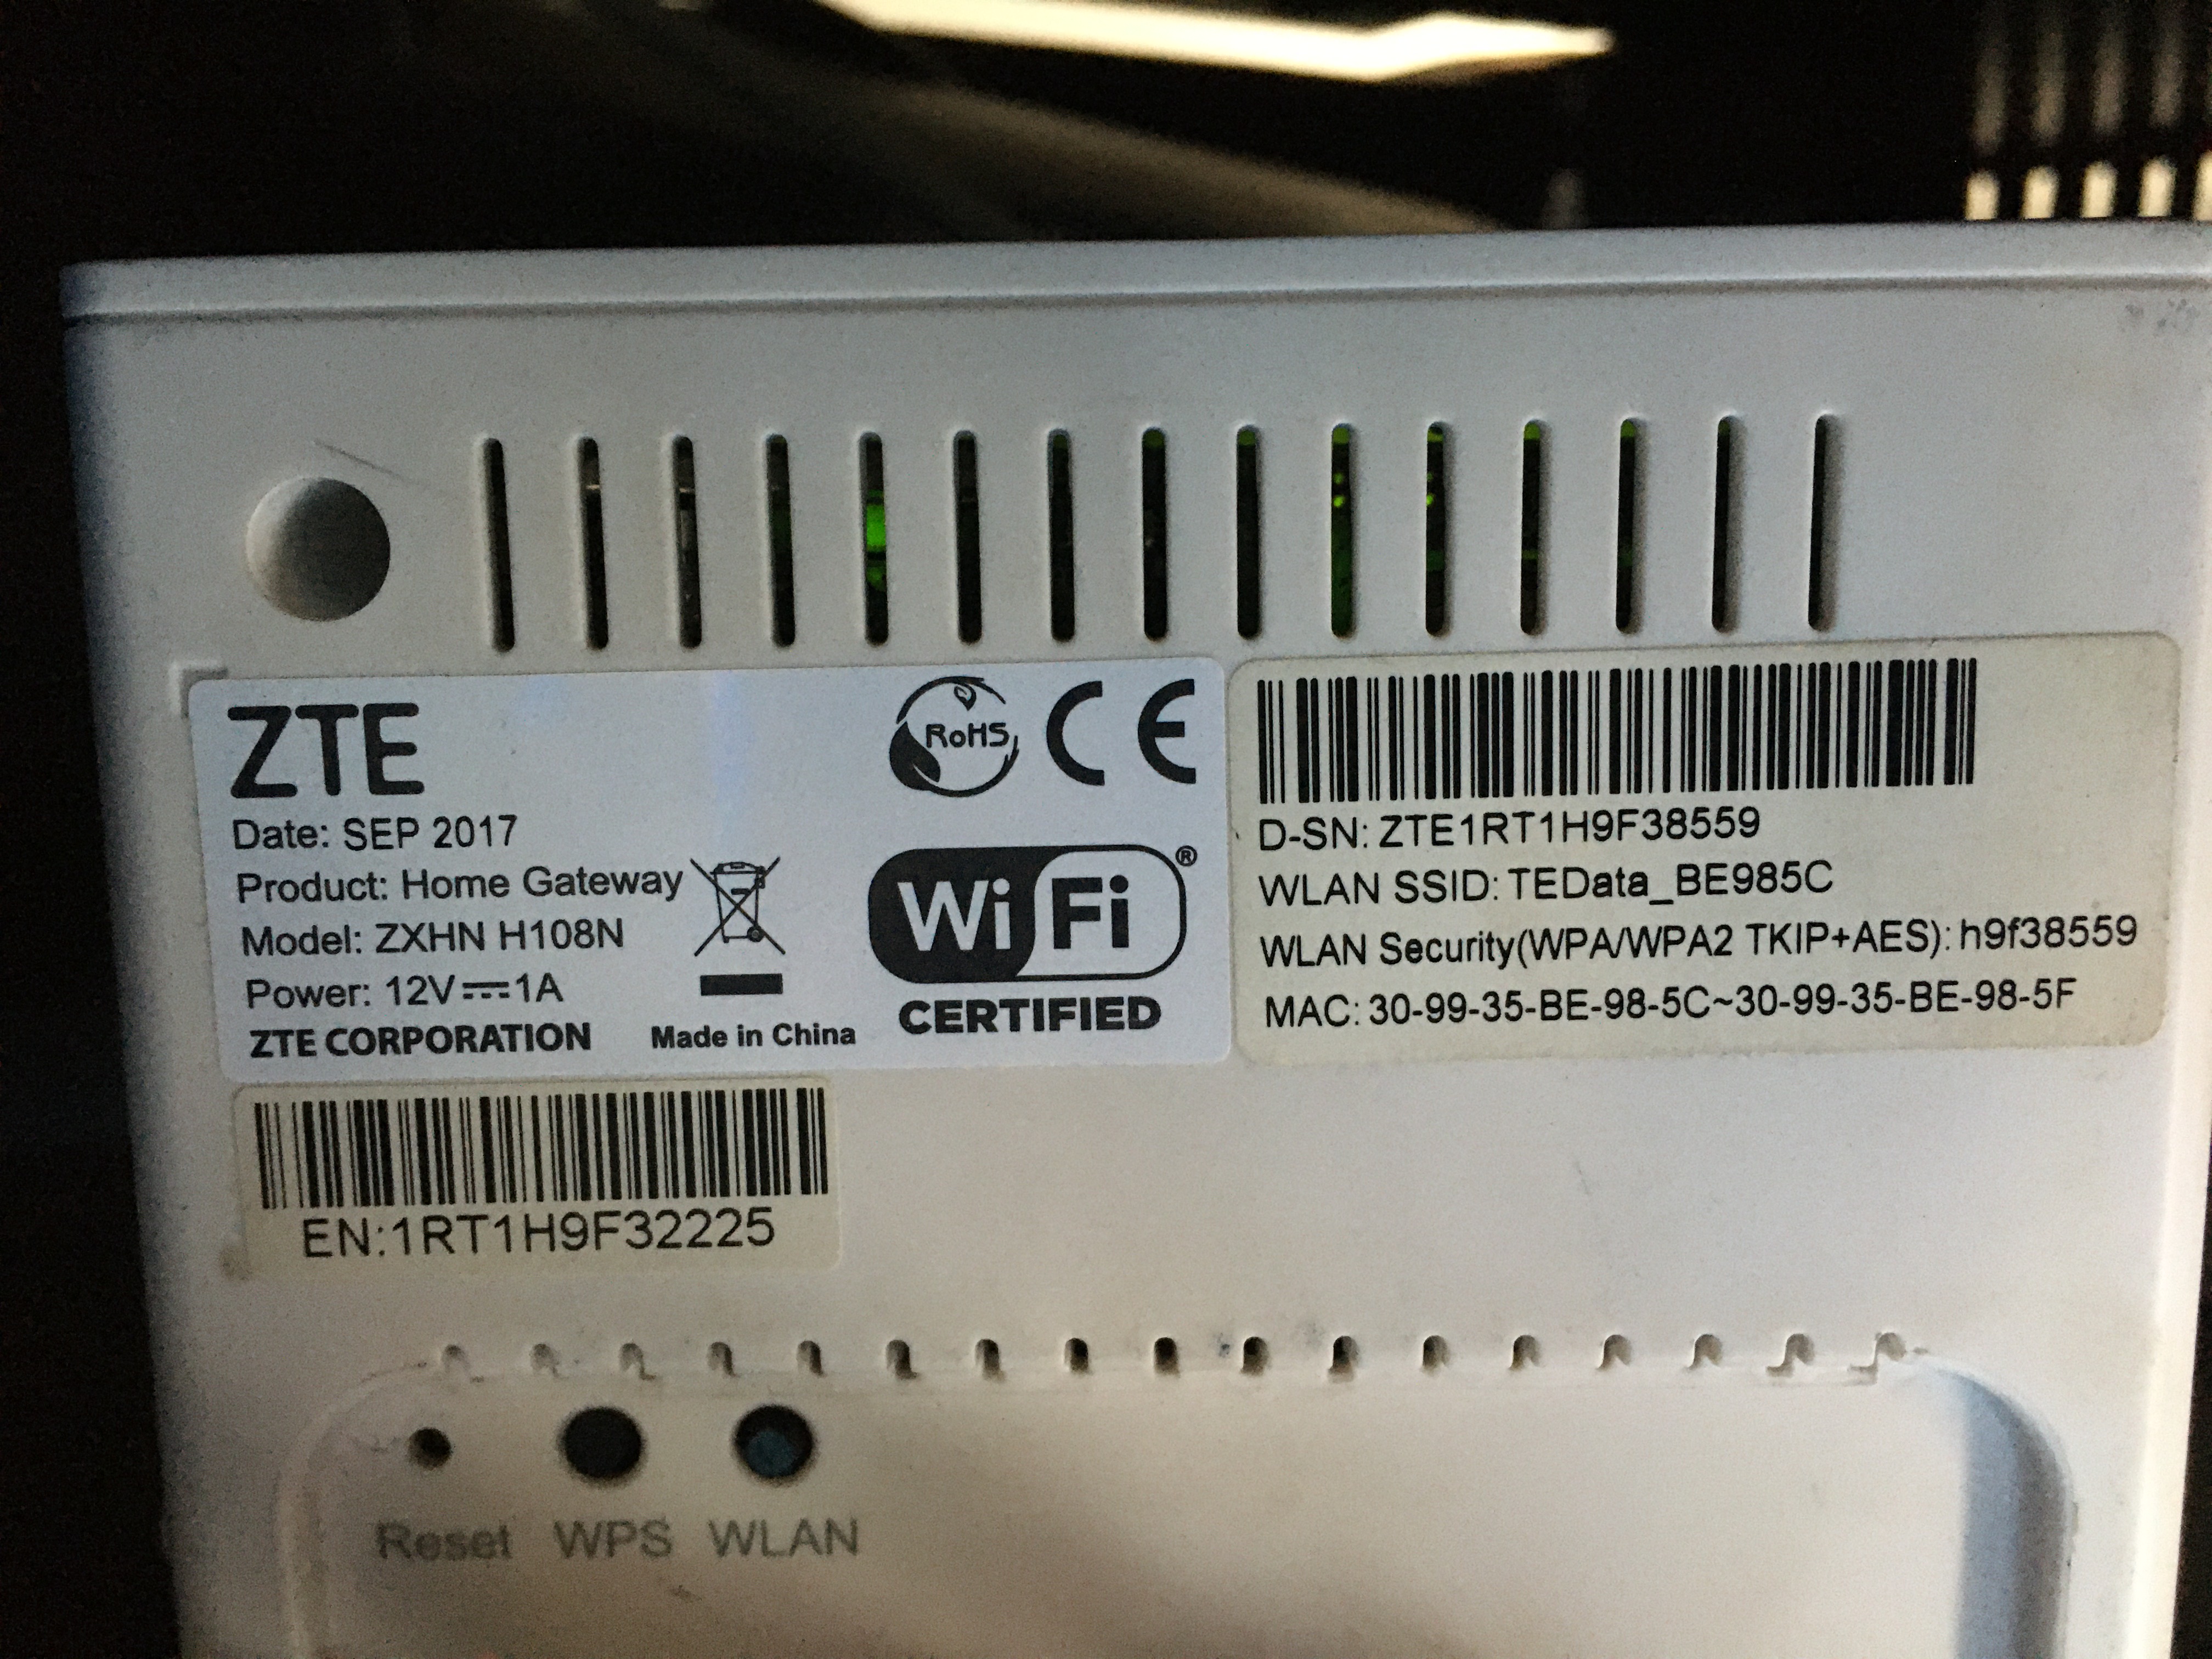 ZTE
Date: SEP 2017
Product: Home Gateway
Model: ZXHN H108N
Power: 12V⎓1A
ZTE CORPORATION
Made in China
RoHS
CE
WiFi®
CERTIFIED
D-SN: ZTE1RT1H9F38559
WLAN SSID: TEData_BE985C
WLAN Security(WPA/WPA2 TKIP+AES): h9f38559
MAC: 30-99-35-BE-98-5C~30-99-35-BE-98-5F
EN:1RT1H9F32225
Reset WPS WLAN